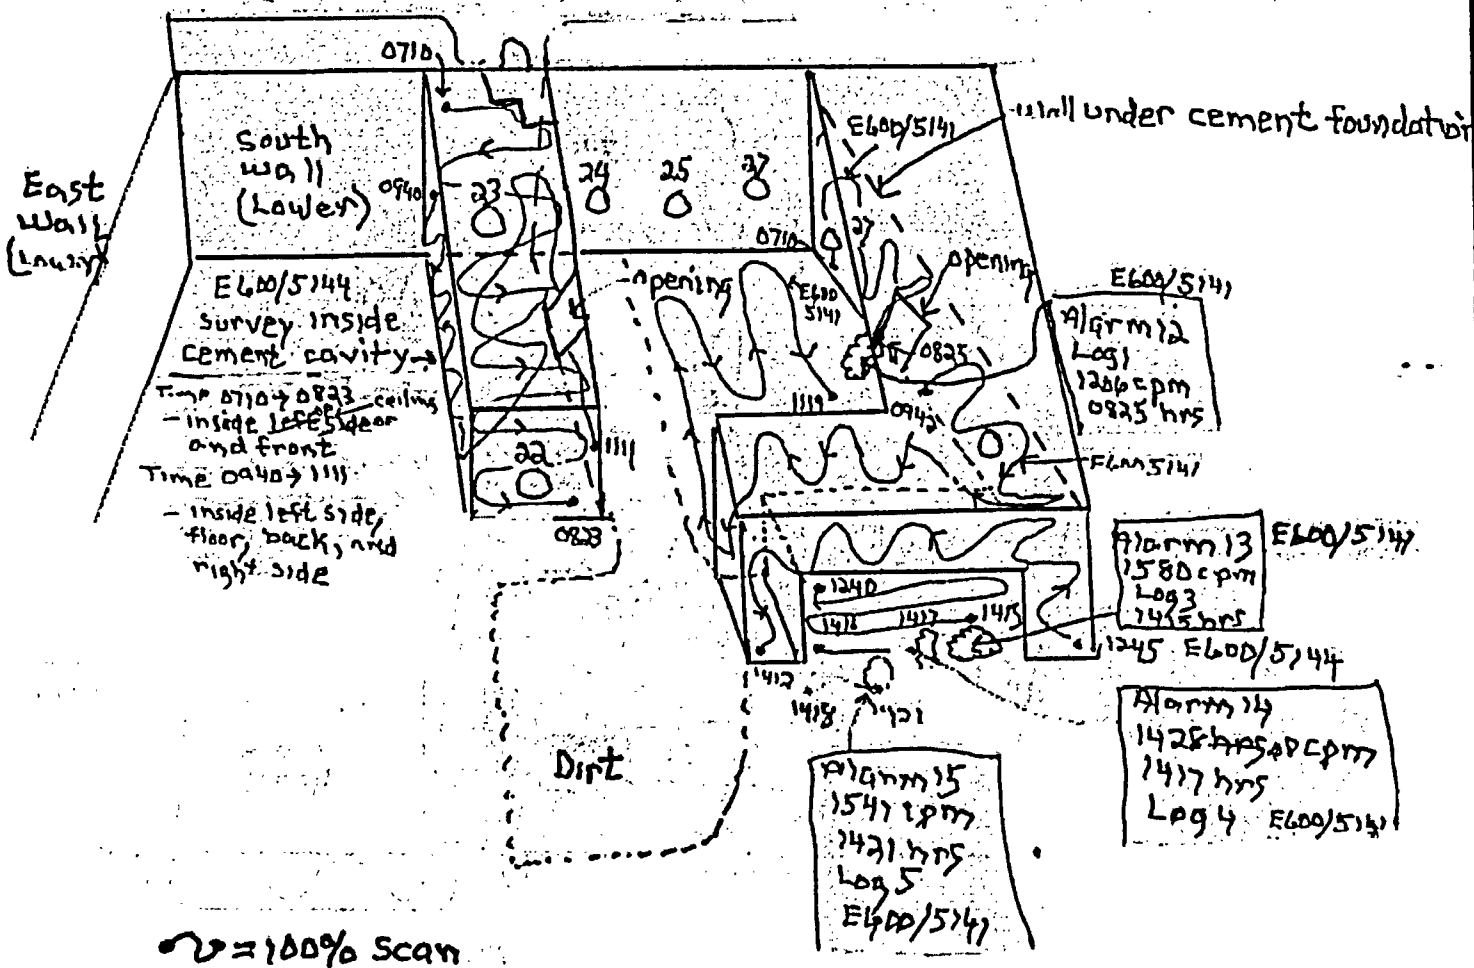 0710
South
wall
(Lower)
East
wall
0940
23
24
25
27
E600/5141
wall under cement foundation
0710
27
opening
opening
E600
5141
E600/5144
survey inside
cement cavity
Time 0710→0823
ceiling
- inside left side or
and front
Time 0940→1111
- inside left side,
floor, back, and
right side
22
1111
0823
1119
0825
0942
E600/5141
Alarm 12
Log 1
1206 cpm
0825 hrs
E600/5141
Alarm 13
1580 cpm
Log 3
1415 hrs
E600/5141
1240
1418
1417
1415
1245 E600/5144
1412
1418
1421
Alarm 14
1428 cpm
1417 hrs
Log 4 E600/5141
Alarm 15
1541 cpm
1421 hrs
Log 5
E600/5141
Dirt
= 100% Scan